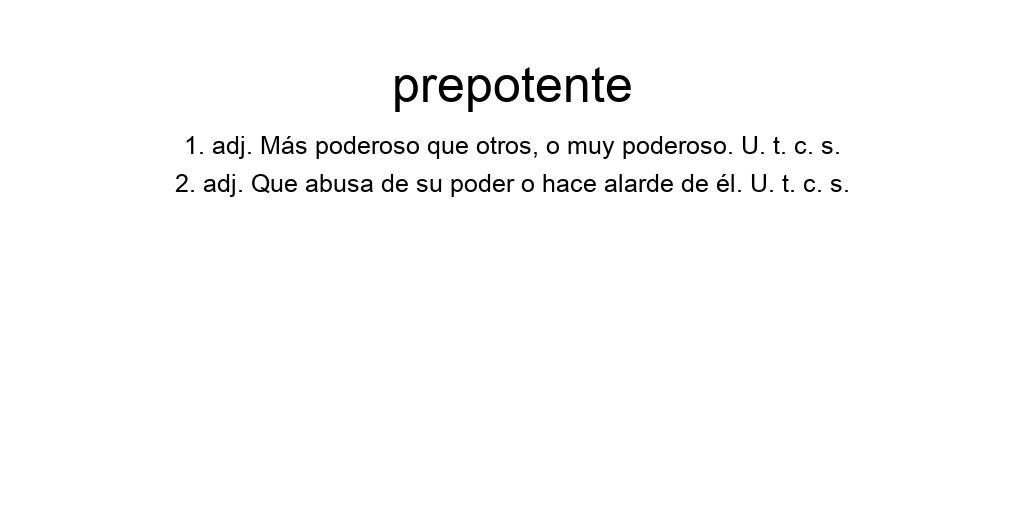 prepotente
1. adj. Más poderoso que otros, o muy poderoso. U. t. c. s.
2. adj. Que abusa de su poder o hace alarde de él. U. t. c. s.